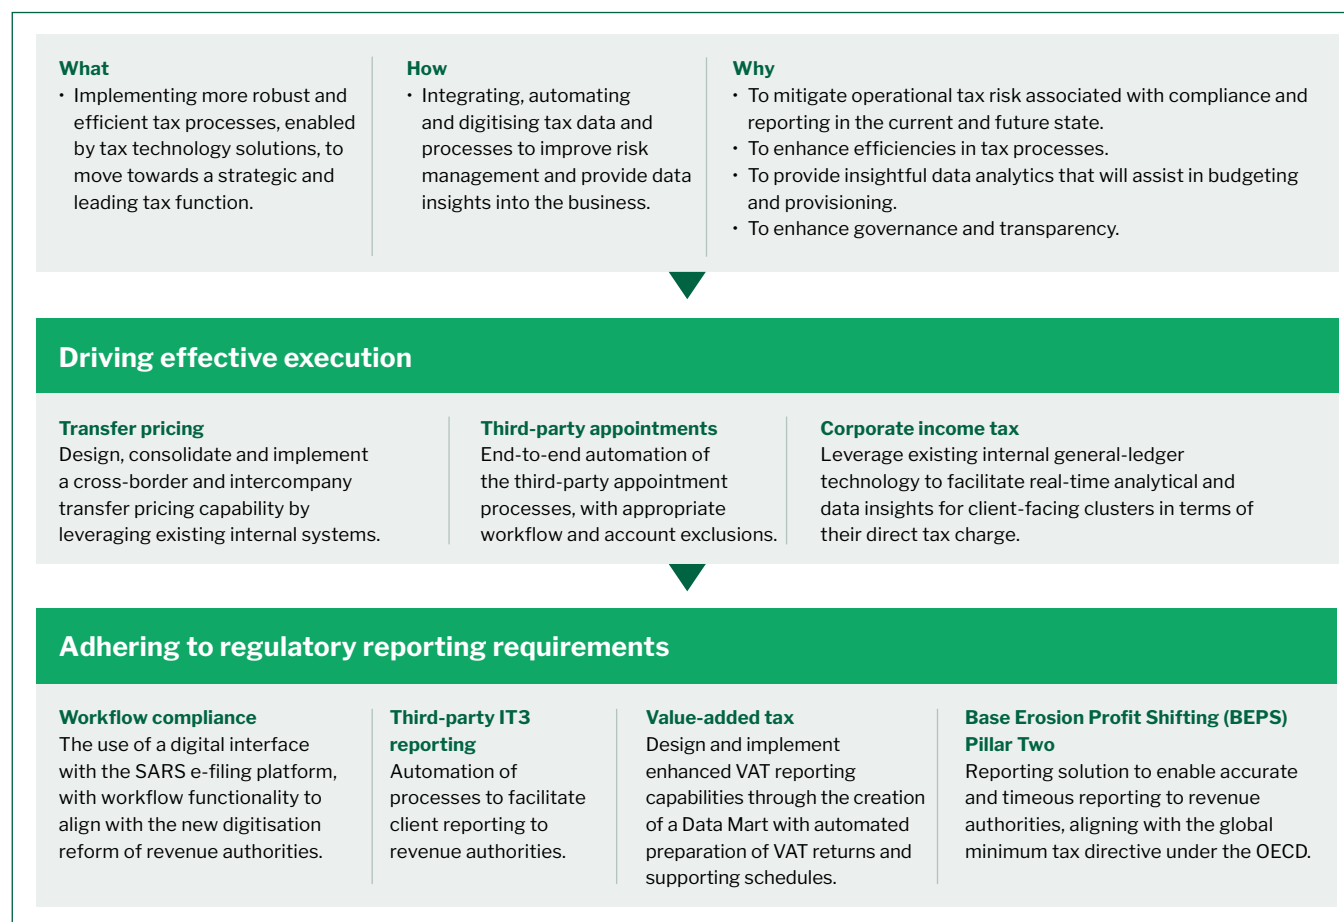 What
• Implementing more robust and
efficient tax processes, enabled
by tax technology solutions, to
move towards a strategic and
leading tax function.
How
• Integrating, automating
and digitising tax data and
processes to improve risk
management and provide data
insights into the business.
Why
• To mitigate operational tax risk associated with compliance and
reporting in the current and future state.
• To enhance efficiencies in tax processes.
• To provide insightful data analytics that will assist in budgeting
and provisioning.
• To enhance governance and transparency.
Driving effective execution
Transfer pricing
Design, consolidate and implement
a cross-border and intercompany
transfer pricing capability by
leveraging existing internal systems.
Third-party appointments
End-to-end automation of
the third-party appointment
processes, with appropriate
workflow and account exclusions.
Corporate income tax
Leverage existing internal general-ledger
technology to facilitate real-time analytical and
data insights for client-facing clusters in terms of
their direct tax charge.
Adhering to regulatory reporting requirements
Workflow compliance
The use of a digital interface
with the SARS e-filing platform,
with workflow functionality to
align with the new digitisation
reform of revenue authorities.
Third-party IT3
reporting
Automation of
processes to facilitate
client reporting to
revenue authorities.
Value-added tax
Design and implement
enhanced VAT reporting
capabilities through the creation
of a Data Mart with automated
preparation of VAT returns and
supporting schedules.
Base Erosion Profit Shifting (BEPS)
Pillar Two
Reporting solution to enable accurate
and timeous reporting to revenue
authorities, aligning with the global
minimum tax directive under the OECD.